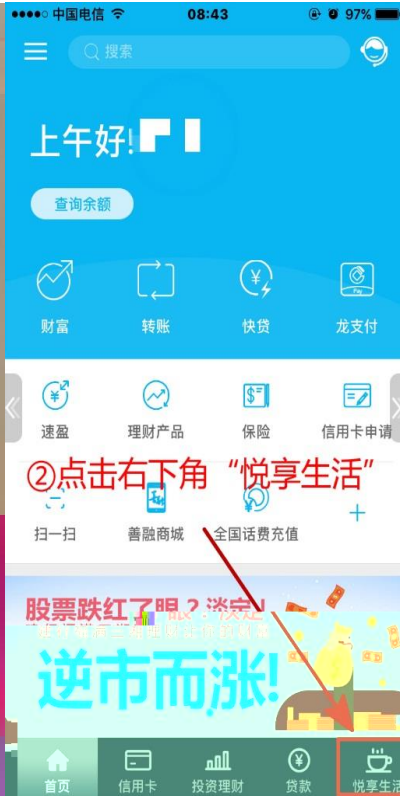 中国电信 08:43 97%
搜索
上午好!
查询余额
财富 转账 快贷 龙支付
Pay
速盈 理财产品 保险 信用卡申请
②点击右下角“悦享生活”
扫一扫 善融商城 全国话费充值
股票跌红了眼？淡定！
逆市而涨!
首页 信用卡 投资理财 贷款 悦享生活